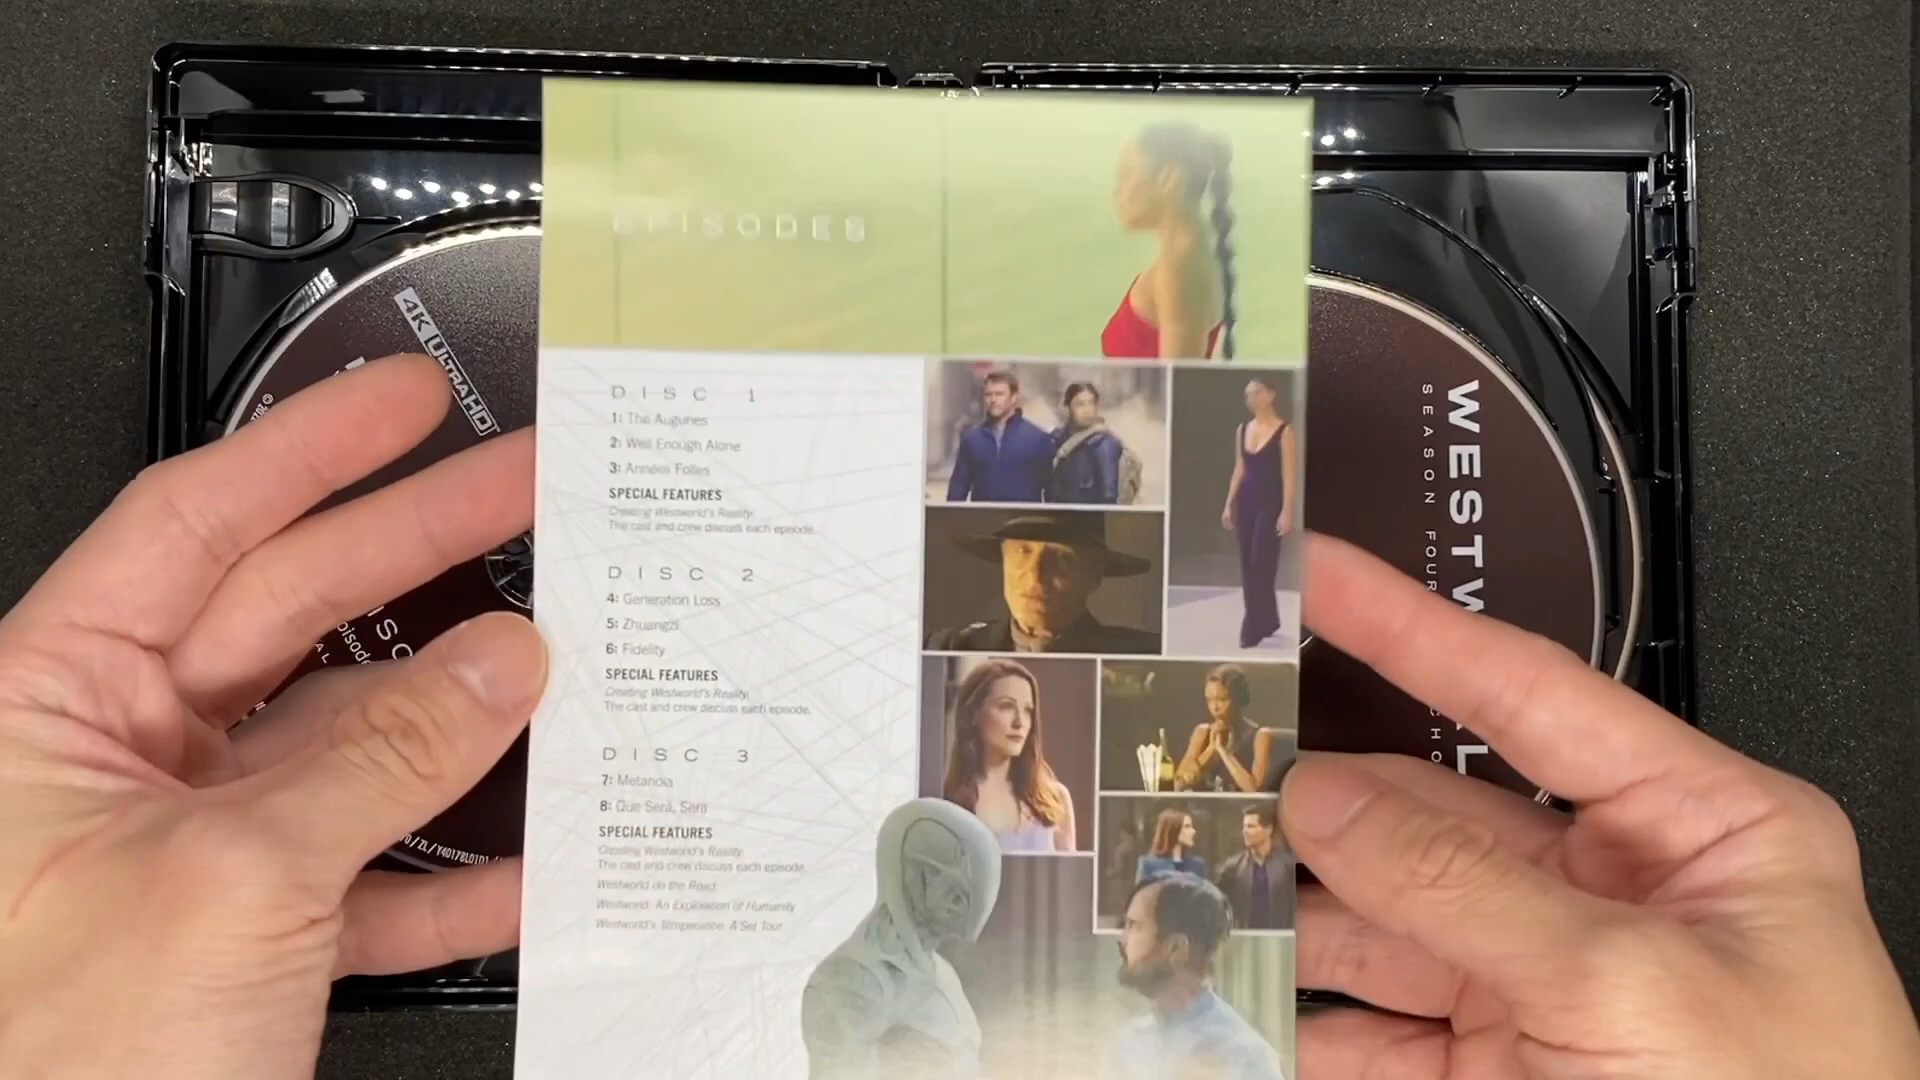 EPISODES
DISC 1
1: The Auguries
2: Well Enough Alone
3: Années Folles
SPECIAL FEATURES
Creating Westworld's Reality:
The cast and crew discuss each episode.
DISC 2
4: Generation Loss
5: Zhuangzi
6: Fidelity
SPECIAL FEATURES
Creating Westworld's Reality:
The cast and crew discuss each episode.
DISC 3
7: Metanoia
8: Que Será, Será
SPECIAL FEATURES
Creating Westworld's Reality:
The cast and crew discuss each episode.
Westworld on the Road
Westworld: An Exploration of Humanity
Westworld's Temperance: A Set Tour
4K ULTRAHD
WESTW
SEASON FOUR